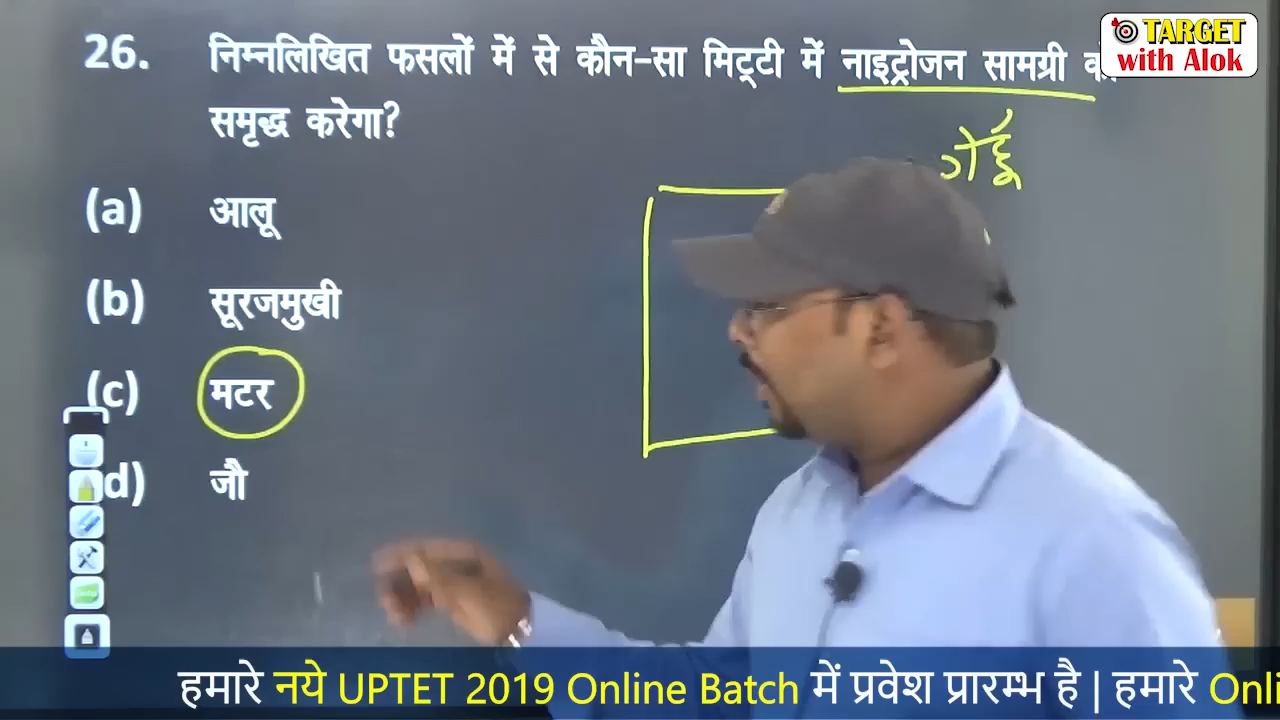 TARGET
with Alok
26. निम्नलिखित फसलों में से कौन-सा मिट्टी में नाइट्रोजन सामग्री को
समृद्ध करेगा?
गेहूँ
(a) आलू
(b) सूरजमुखी
(c) मटर
(d) जौ
हमारे नये UPTET 2019 Online Batch में प्रवेश प्रारम्भ है | हमारे Onli